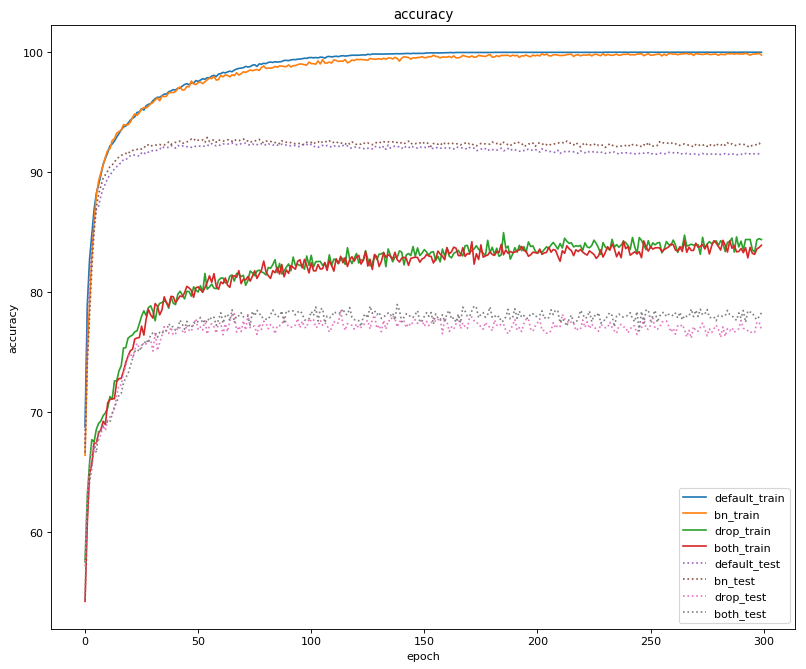 accuracy
100
90
80
70
60
accuracy
0
50
100
150
200
250
300
epoch
default_train
bn_train
drop_train
both_train
default_test
bn_test
drop_test
both_test